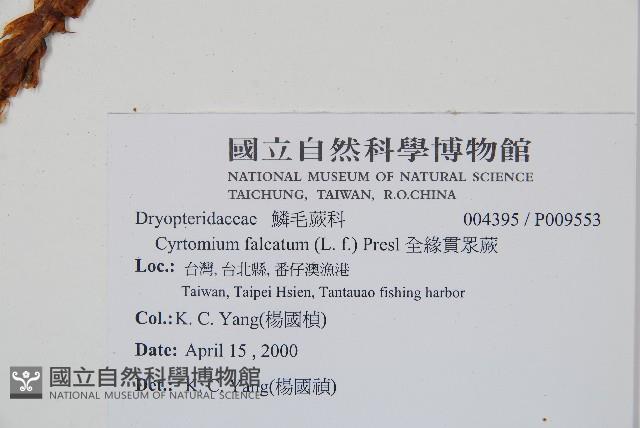 國立自然科學博物館
NATIONAL MUSEUM OF NATURAL SCIENCE
TAICHUNG, TAIWAN, R.O.CHINA
Dryopteridaceae 鱗毛蕨科 004395 / P009553
Cyrtomium falcatum (L. f.) Presl 全緣貫眾蕨
Loc.: 台灣, 台北縣, 番仔澳漁港
Taiwan, Taipei Hsien, Tantauao fishing harbor
Col.: K. C. Yang(楊國楨)
Date: April 15 , 2000
Det.: K. C. Yang(楊國禎)
國立自然科學博物館
NATIONAL MUSEUM OF NATURAL SCIENCE